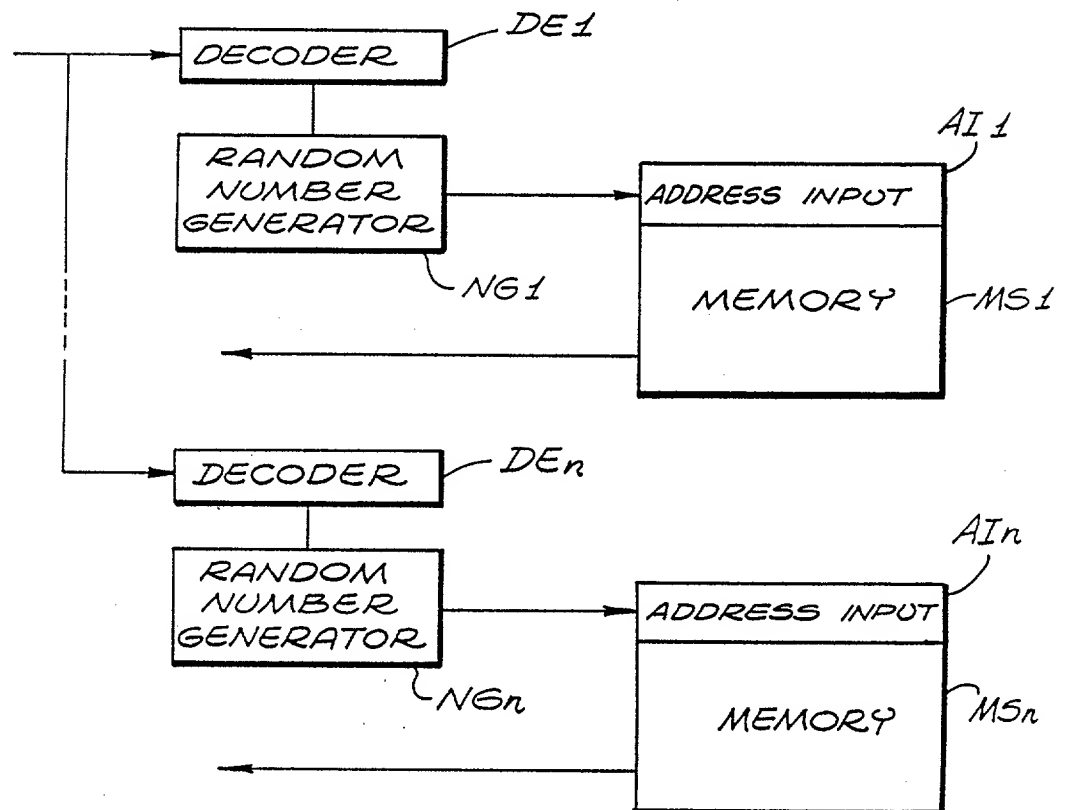 DE1
DECODER
RANDOM
NUMBER
GENERATOR
NG1
AI1
ADDRESS INPUT
MEMORY
MS1
DECODER
DEn
RANDOM
NUMBER
GENERATOR
NGn
AIn
ADDRESS INPUT
MEMORY
MSn